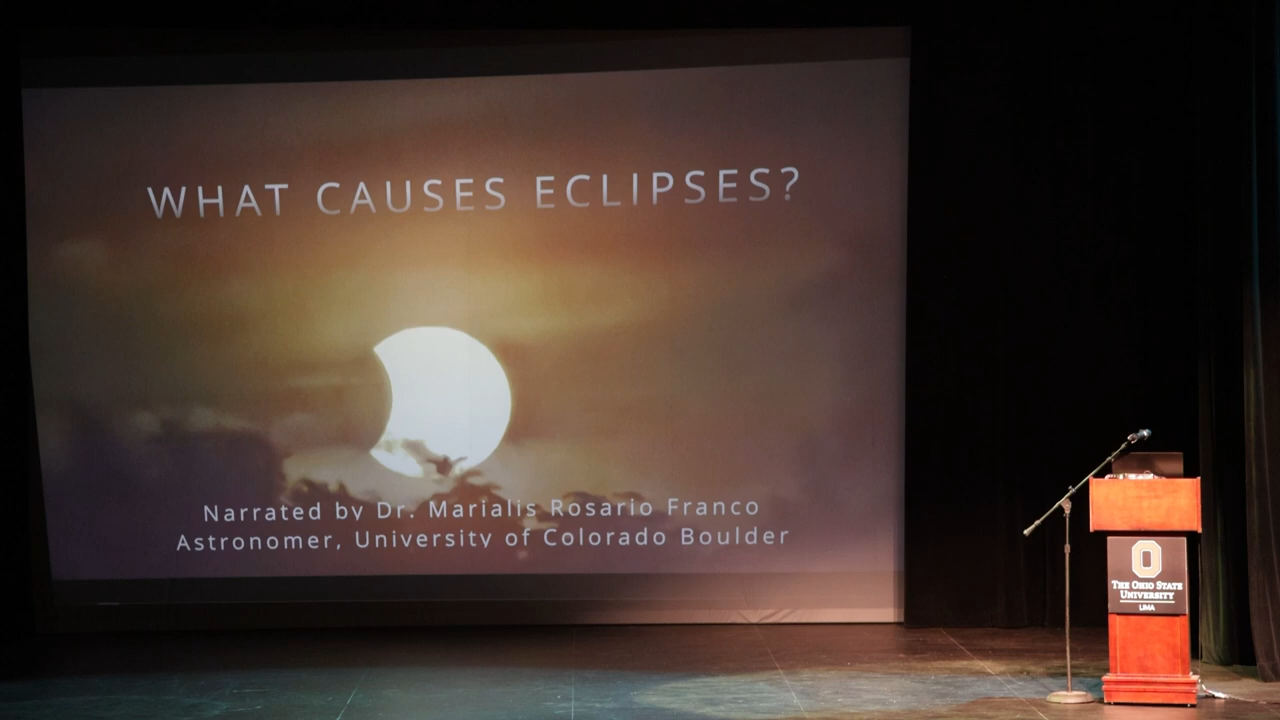 WHAT CAUSES ECLIPSES?
Narrated by Dr. Marialis Rosario Franco
Astronomer, University of Colorado Boulder
O
THE OHIO STATE
UNIVERSITY
LIMA